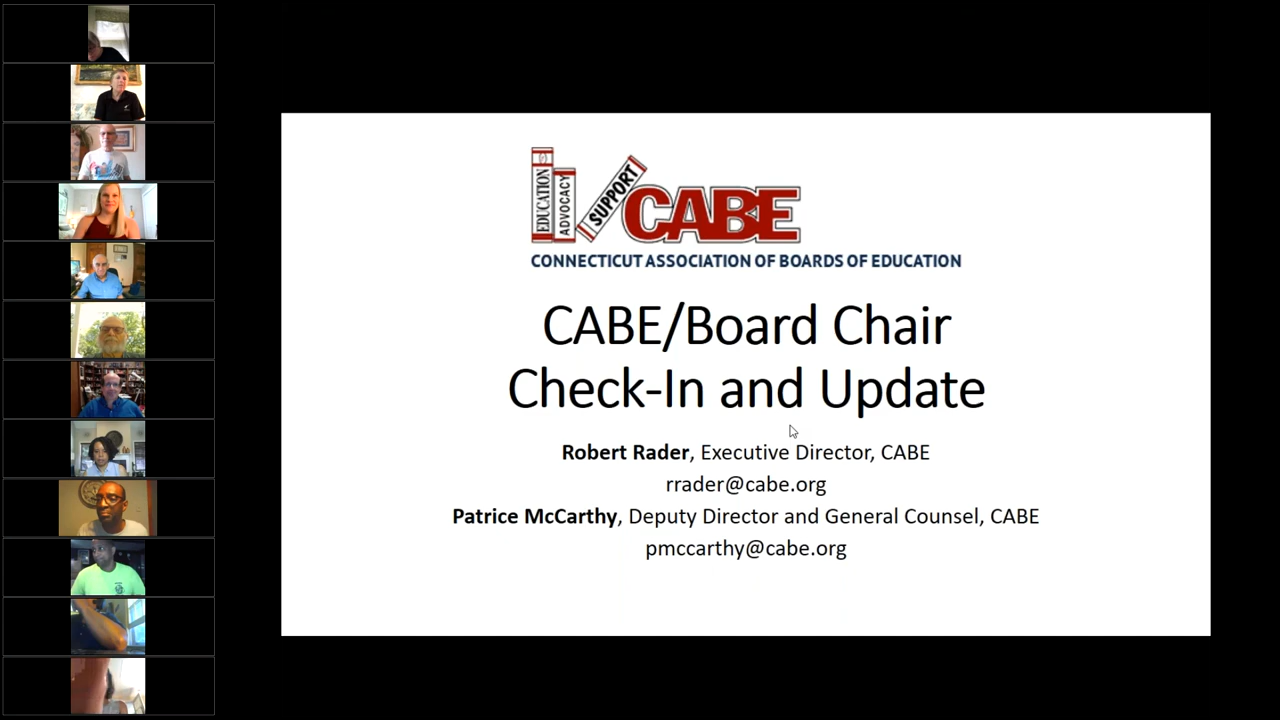 EDUCATION
ADVOCACY
SUPPORT
CABE
CONNECTICUT ASSOCIATION OF BOARDS OF EDUCATION
CABE/Board Chair
Check-In and Update
Robert Rader, Executive Director, CABE
rrader@cabe.org
Patrice McCarthy, Deputy Director and General Counsel, CABE
pmccarthy@cabe.org